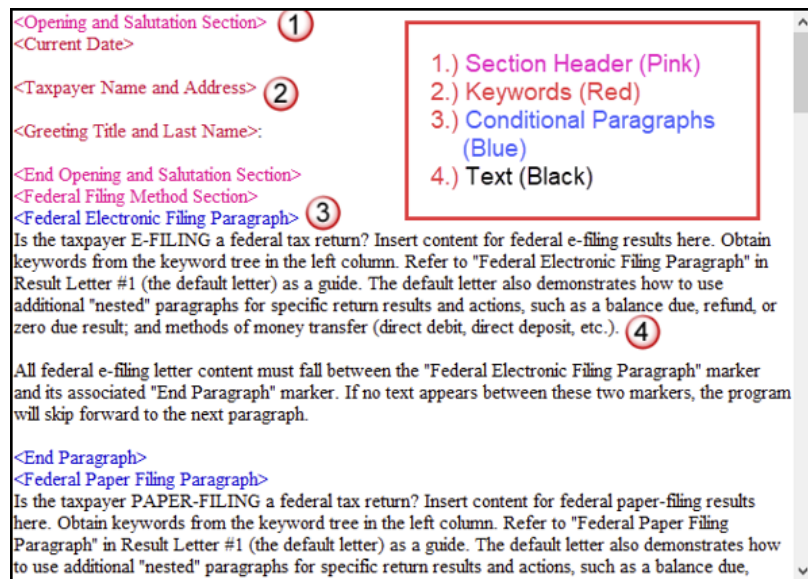 <Opening and Salutation Section> 1
<Current Date>
<Taxpayer Name and Address> 2
<Greeting Title and Last Name>:
<End Opening and Salutation Section>
<Federal Filing Method Section>
<Federal Electronic Filing Paragraph> 3
1.) Section Header (Pink)
2.) Keywords (Red)
3.) Conditional Paragraphs
(Blue)
4.) Text (Black)
Is the taxpayer E-FILING a federal tax return? Insert content for federal e-filing results here. Obtain
keywords from the keyword tree in the left column. Refer to "Federal Electronic Filing Paragraph" in
Result Letter #1 (the default letter) as a guide. The default letter also demonstrates how to use
additional "nested" paragraphs for specific return results and actions, such as a balance due, refund, or
zero due result; and methods of money transfer (direct debit, direct deposit, etc.). 4
All federal e-filing letter content must fall between the "Federal Electronic Filing Paragraph" marker
and its associated "End Paragraph" marker. If no text appears between these two markers, the program
will skip forward to the next paragraph.
<End Paragraph>
<Federal Paper Filing Paragraph>
Is the taxpayer PAPER-FILING a federal tax return? Insert content for federal paper-filing results
here. Obtain keywords from the keyword tree in the left column. Refer to "Federal Paper Filing
Paragraph" in Result Letter #1 (the default letter) as a guide. The default letter also demonstrates how
to use additional "nested" paragraphs for specific return results and actions, such as a balance due,